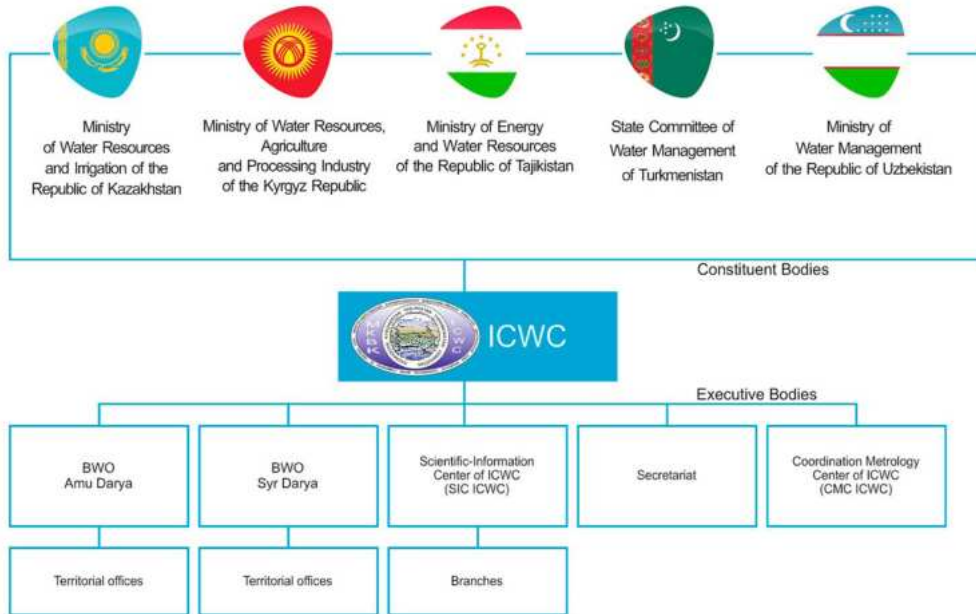 Ministry
of Water Resources
and Irrigation of the
Republic of Kazakhstan
Ministry of Water Resources,
Agriculture
and Processing Industry
of the Kyrgyz Republic
Ministry of Energy
and Water Resources
of the Republic of Tajikistan
State Committee of
Water Management
of Turkmenistan
Ministry of
Water Management
of the Republic of Uzbekistan
Constituent Bodies
ICWC
ICWC
Executive Bodies
BWO
Amu Darya
BWO
Syr Darya
Scientific-Information
Center of ICWC
(SIC ICWC)
Secretariat
Coordination Metrology
Center of ICWC
(CMC ICWC)
Territorial offices
Territorial offices
Branches